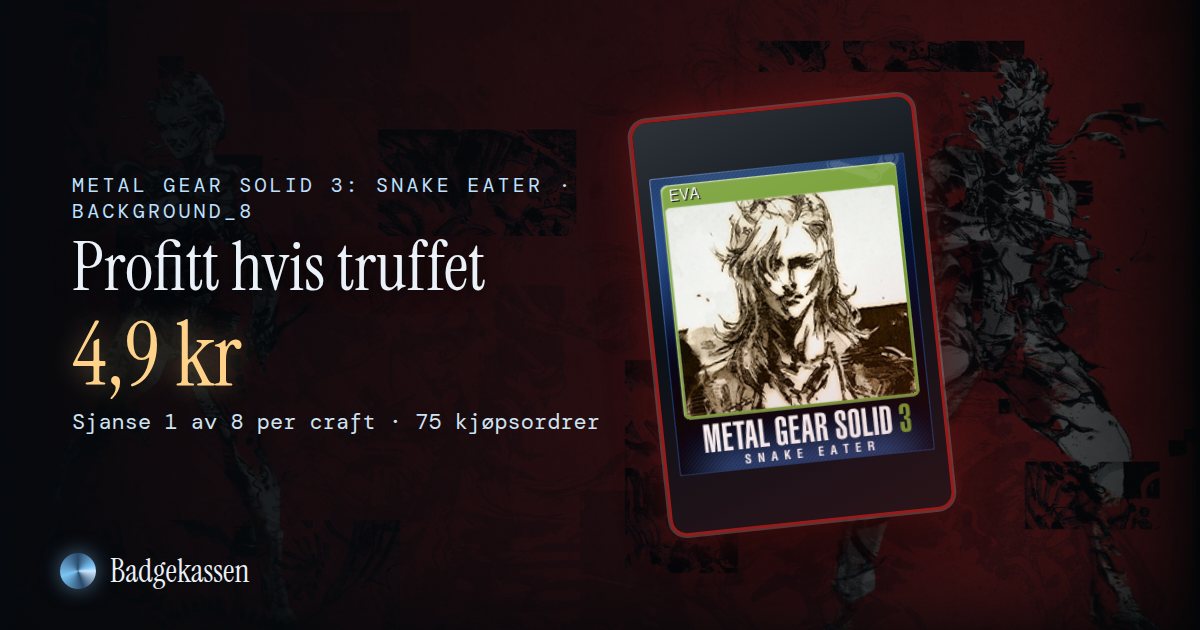 METAL GEAR SOLID 3: SNAKE EATER ·
BACKGROUND_8
Profitt hvis truffet
4,9 kr
Sjanse 1 av 8 per craft · 75 kjøpsordrer
EVA
METAL GEAR SOLID 3
SNAKE EATER
Badgekassen